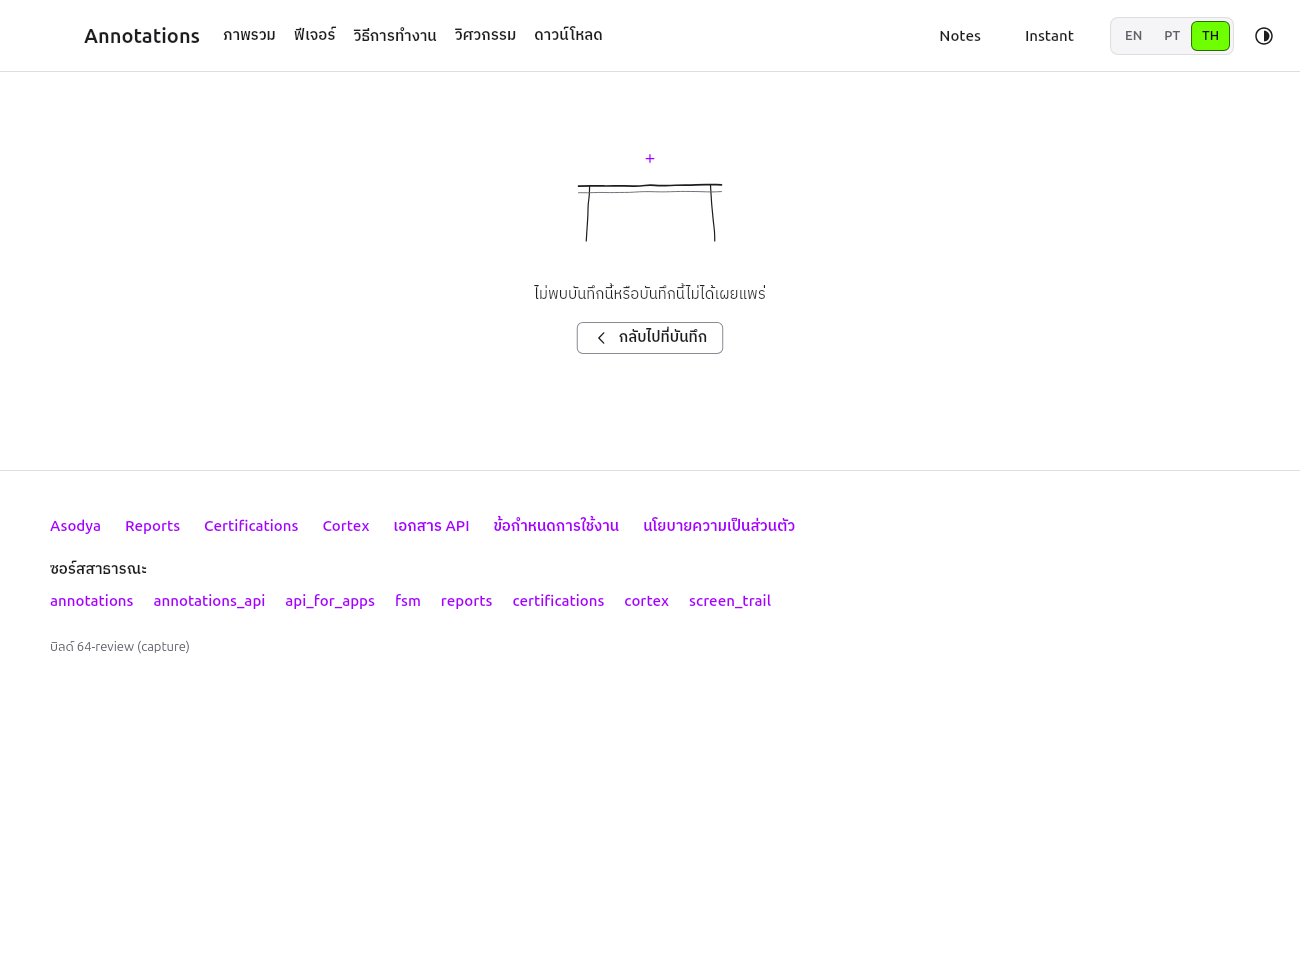 Annotations ภาพรวม ฟีเจอร์ วิธีการทำงาน วิศวกรรม ดาวน์โหลด Notes Instant EN PT TH
ไม่พบบันทึกนี้หรือบันทึกนี้ไม่ได้เผยแพร่
กลับไปที่บันทึก
Asodya Reports Certifications Cortex เอกสาร API ข้อกำหนดการใช้งาน นโยบายความเป็นส่วนตัว
ซอร์สสาธารณะ
annotations annotations_api api_for_apps fsm reports certifications cortex screen_trail
บิลด์ 64-review (capture)